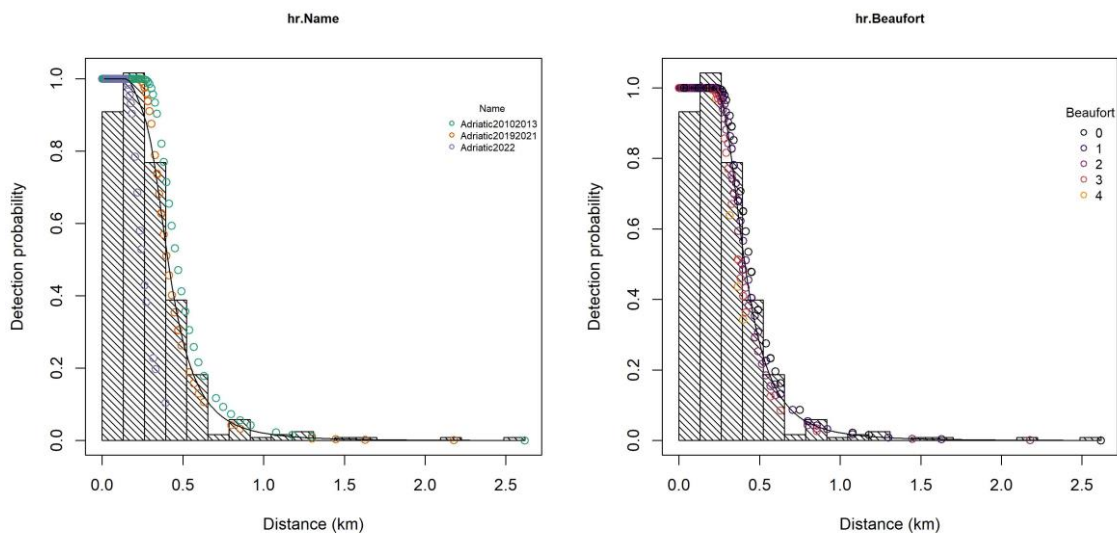 hr.Name
Detection probability
1.0
0.8
0.6
0.4
0.2
0.0
Name
Adriatic20102013
Adriatic20192021
Adriatic2022
0.0 0.5 1.0 1.5 2.0 2.5
Distance (km)
hr.Beaufort
Detection probability
1.0
0.8
0.6
0.4
0.2
0.0
Beaufort
0
1
2
3
4
0.0 0.5 1.0 1.5 2.0 2.5
Distance (km)